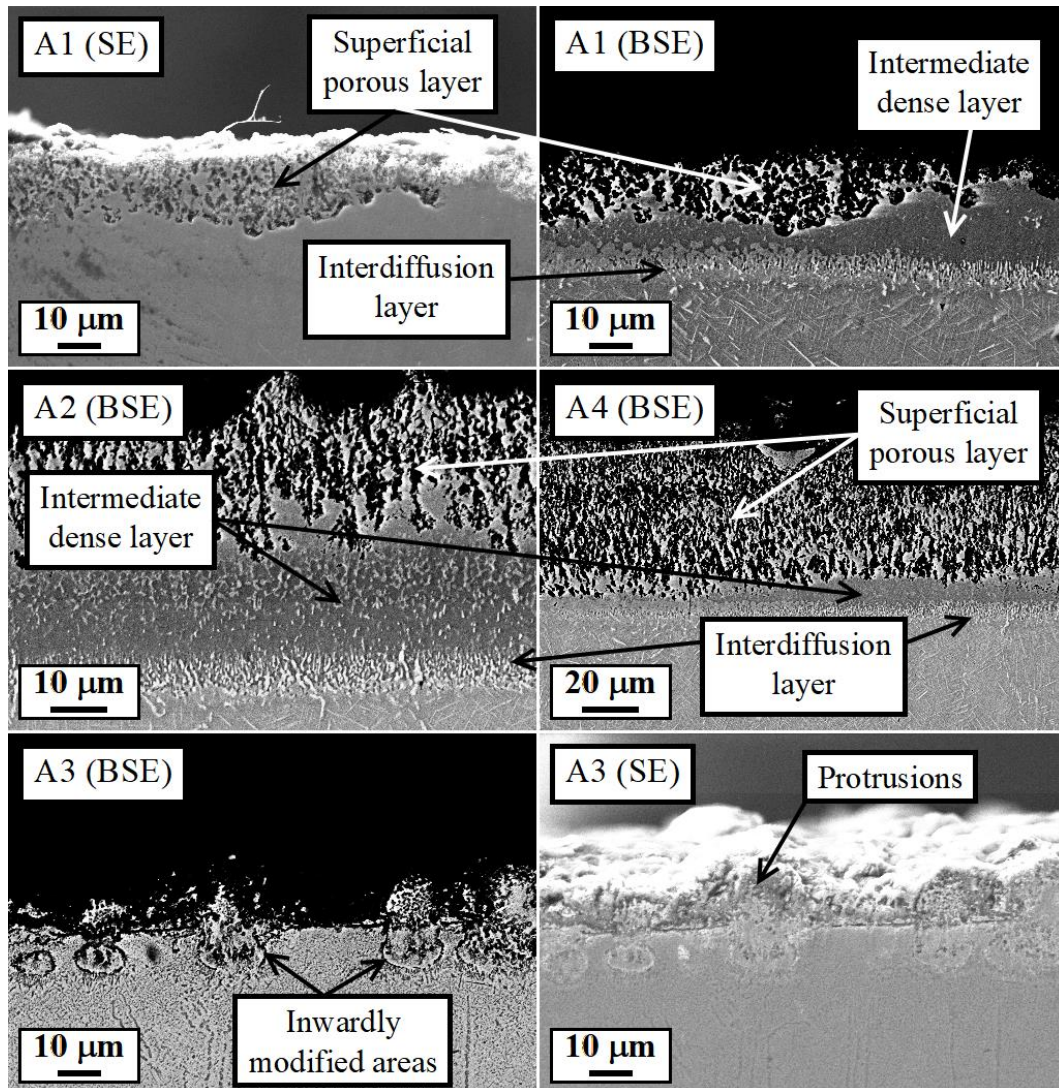 A1 (SE)
Superficial
porous layer
A1 (BSE)
Intermediate
dense layer
Interdiffusion
layer
10 μm
10 μm
A2 (BSE)
A4 (BSE)
Superficial
porous layer
Intermediate
dense layer
Interdiffusion
layer
10 μm
20 μm
A3 (BSE)
A3 (SE)
Protrusions
Inwardly
modified areas
10 μm
10 μm